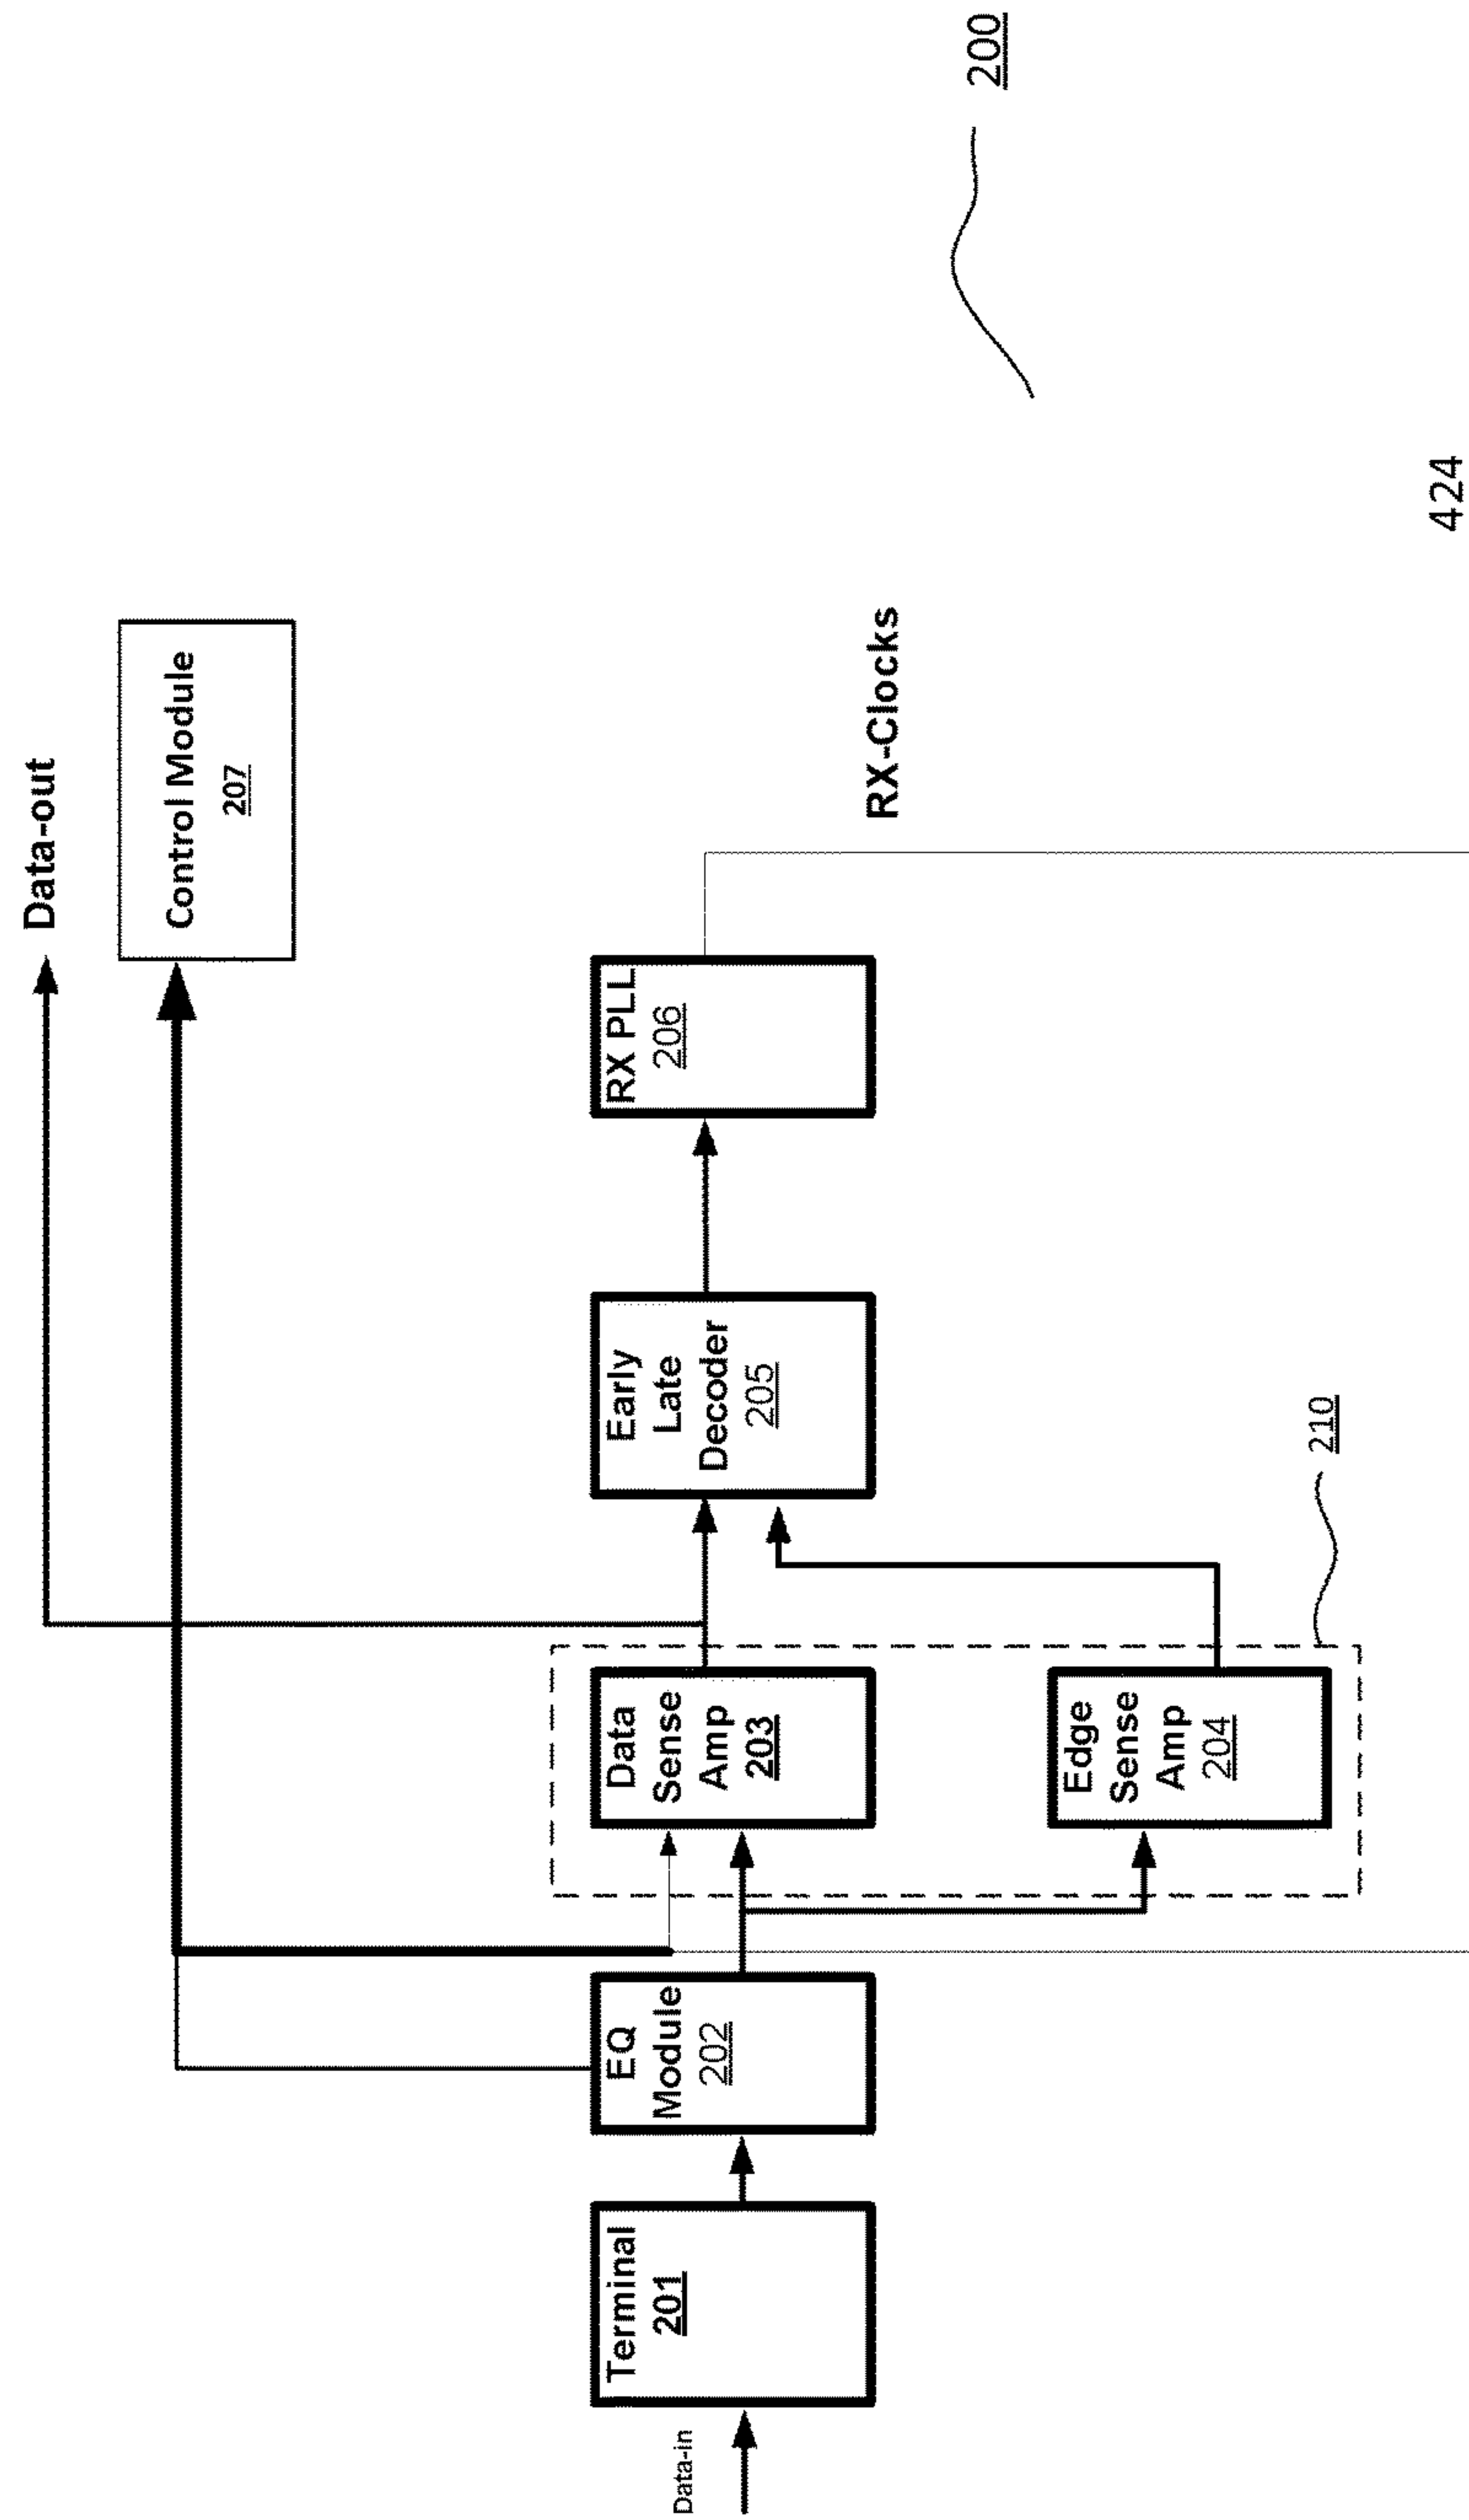 Data-out
Control Module
207
Data-in
Terminal
201
EQ
Module
202
Data
Sense
Amp
203
Early
Late
Decoder
205
RX PLL
206
RX-Clocks
200
Edge
Sense
Amp
204
210
424